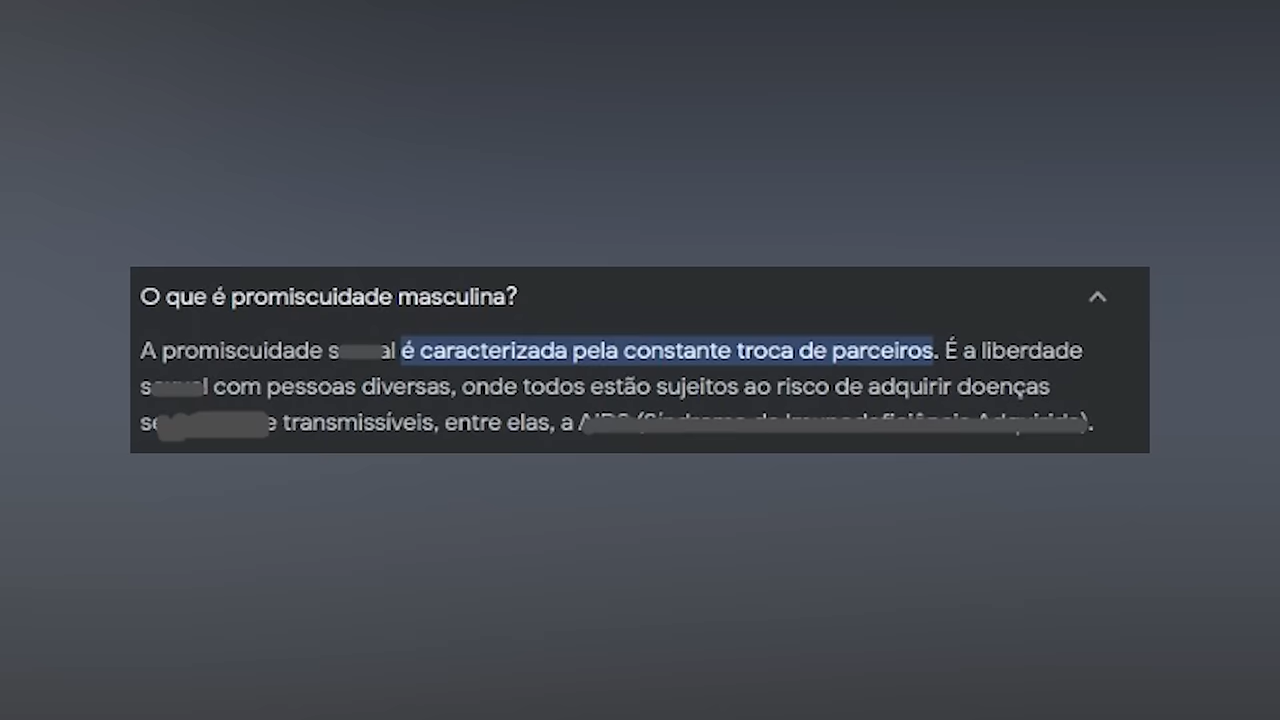 O que é promiscuidade masculina?
A promiscuidade é caracterizada pela constante troca de parceiros. É a liberdade
com pessoas diversas, onde todos estão sujeitos ao risco de adquirir doenças
transmissíveis, entre elas, a